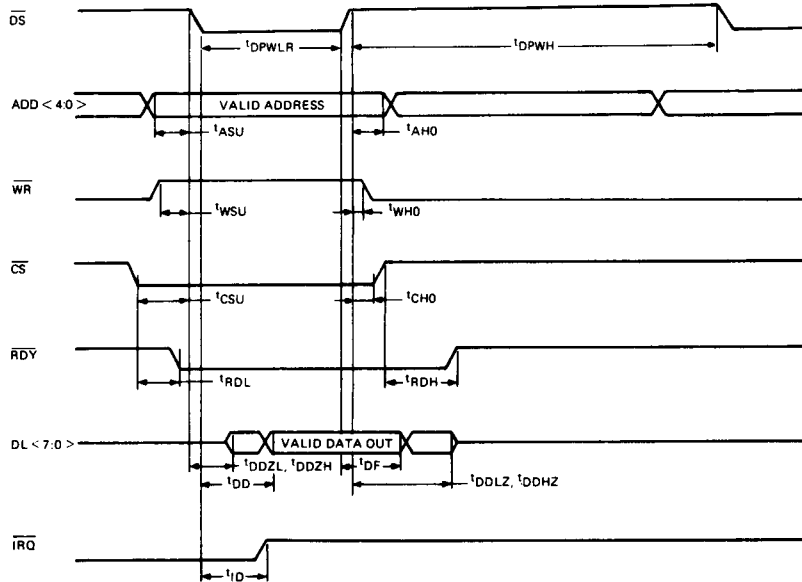 DS
tDPWLR
tDPWH
ADD < 4:0 >
VALID ADDRESS
tASU
tAH0
WR
tWSU
tWH0
CS
tCSU
tCH0
RDY
tRDL
tRDH
DL < 7:0 >
VALID DATA OUT
tDDZL, tDDZH
tDF
tDD
tDDLZ, tDDHZ
IRQ
tID